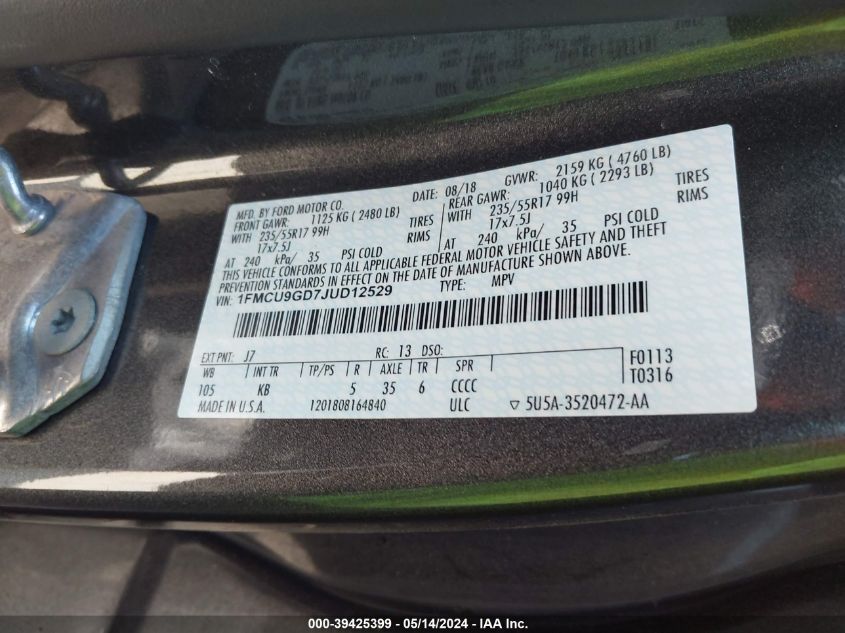 MFD. BY FORD MOTOR CO. DATE: 08/18 GVWR: 2159 KG ( 4760 LB)
FRONT GAWR: 1125 KG ( 2480 LB) REAR GAWR: 1040 KG ( 2293 LB)
WITH 235/55R17 99H TIRES WITH 235/55R17 99H TIRES
17x7.5J RIMS 17x7.5J RIMS
AT 240 kPa/ 35 PSI COLD AT 240 kPa/ 35 PSI COLD
THIS VEHICLE CONFORMS TO ALL APPLICABLE FEDERAL MOTOR VEHICLE SAFETY AND THEFT
PREVENTION STANDARDS IN EFFECT ON THE DATE OF MANUFACTURE SHOWN ABOVE.
VIN: 1FMCU9GD7JUD12529 TYPE: MPV
EXT PNT: J7 RC: 13 DSO: F0113
WB INT TR TP/PS R AXLE TR SPR T0316
105 KB 5 35 6 CCCC
MADE IN U.S.A. 1201808164840 ULC ▽ 5U5A-3520472-AA
000-39425399 - 05/14/2024 - IAA Inc.